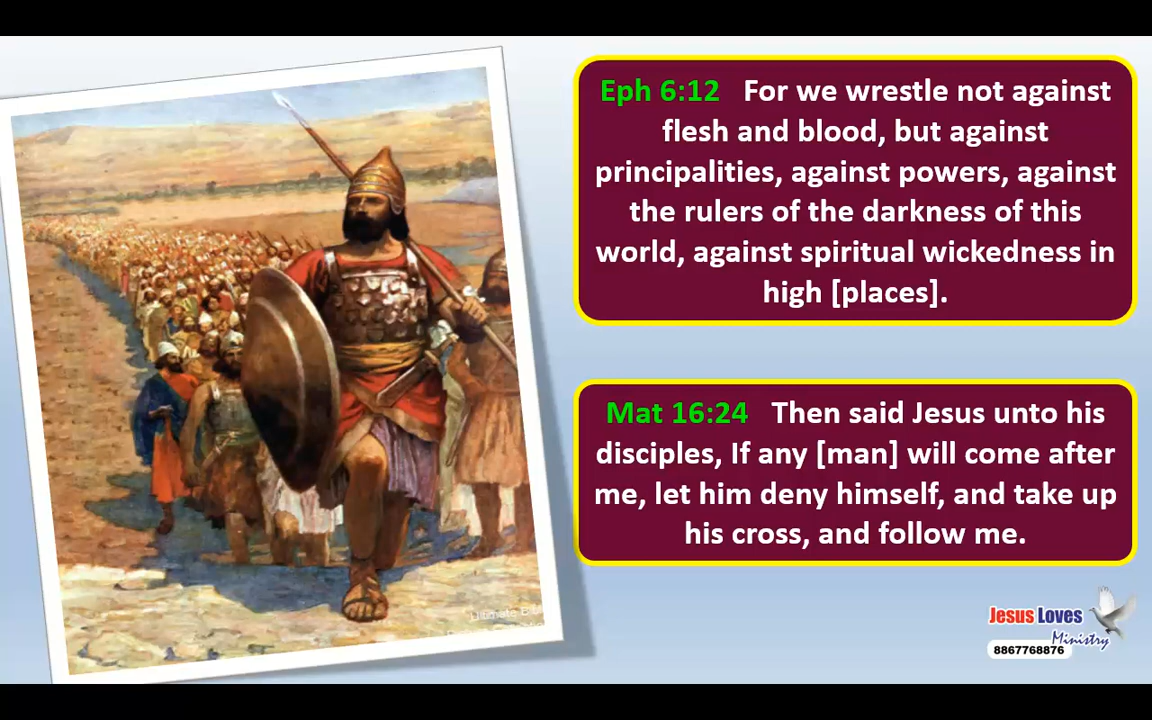 Eph 6:12 For we wrestle not against
flesh and blood, but against
principalities, against powers, against
the rulers of the darkness of this
world, against spiritual wickedness in
high [places].
Mat 16:24 Then said Jesus unto his
disciples, If any [man] will come after
me, let him deny himself, and take up
his cross, and follow me.
Ultimate
Jesus Loves
Ministry
8867768876